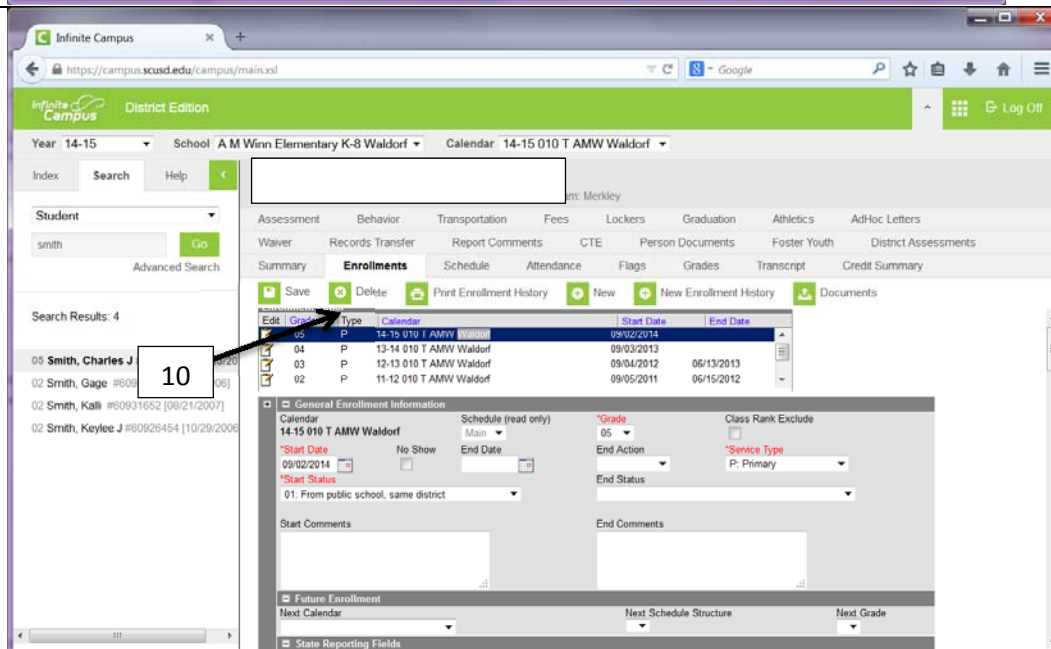 Infinite Campus
https://campus.scusd.edu/campus/main.xsl
Google
Infinite Campus District Edition Log Off
Year 14-15 School A M Winn Elementary K-8 Waldorf Calendar 14-15 010 T AMW Waldorf
Index Search Help
Merkley
Student
smith Go
Advanced Search
Search Results: 4
05 Smith, Charles J
02 Smith, Gage
02 Smith, Kalli #60931652 [08/21/2007]
02 Smith, Keylee J #60926454 [10/29/2006
10
Assessment Behavior Transportation Fees Lockers Graduation Athletics AdHoc Letters
Waiver Records Transfer Report Comments CTE Person Documents Foster Youth District Assessments
Summary Enrollments Schedule Attendance Flags Grades Transcript Credit Summary
Save Delete Print Enrollment History New New Enrollment History Documents
Edit Grade Type Calendar Start Date End Date
05 P 14-15 010 T AMW Waldorf 09/02/2014
04 P 13-14 010 T AMW Waldorf 09/03/2013
03 P 12-13 010 T AMW Waldorf 09/04/2012 06/13/2013
02 P 11-12 010 T AMW Waldorf 09/05/2011 06/15/2012
General Enrollment Information
Calendar Schedule (read only) *Grade Class Rank Exclude
14-15 010 T AMW Waldorf Main 05
*Start Date No Show End Date End Action *Service Type
09/02/2014 P: Primary
*Start Status End Status
01: From public school, same district
Start Comments End Comments
Future Enrollment
Next Calendar Next Schedule Structure Next Grade
State Reporting Fields